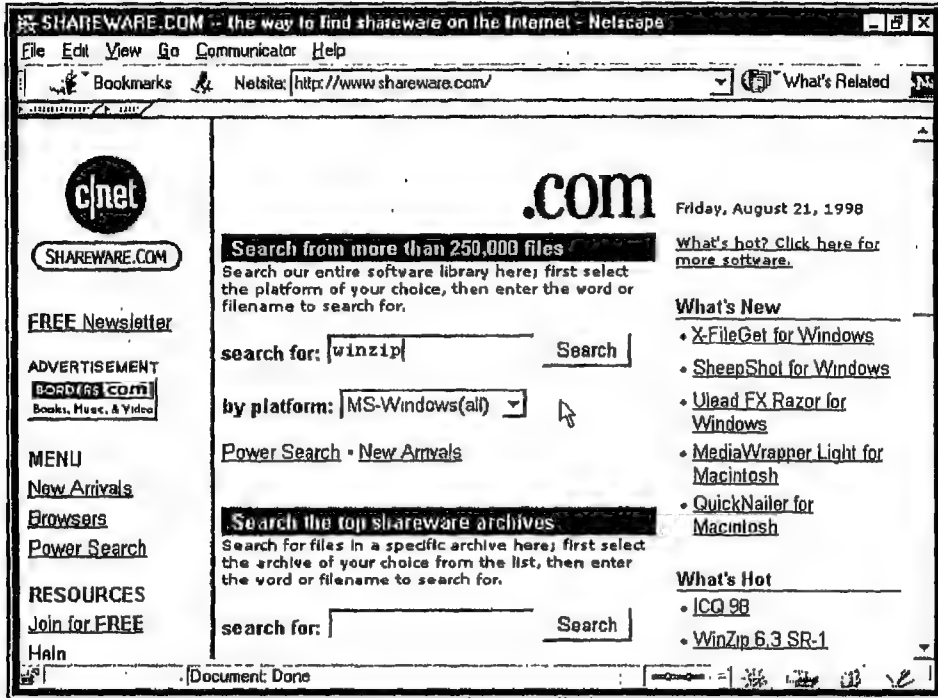 SHAREWARE.COM -- the way to find shareware on the Internet - Netscape
File Edit View Go Communicator Help
Bookmarks Netsite: http://www.shareware.com/ What's Related N
c|net
SHAREWARE.COM
FREE Newsletter
ADVERTISEMENT
BORDERS.com
Books, Music, & Video
MENU
New Arrivals
Browsers
Power Search
RESOURCES
Join for FREE
Help
.com
Search from more than 250,000 files
Search our entire software library here; first select
the platform of your choice, then enter the word or
filename to search for.
search for: winzip Search
by platform: MS-Windows(all)
Power Search • New Arrivals
Search the top shareware archives
Search for files in a specific archive here; first select
the archive of your choice from the list, then enter
the word or filename to search for.
search for: Search
Friday, August 21, 1998
What's hot? Click here for
more software.
What's New
• X-FileGet for Windows
• SheepShot for Windows
• Ulead FX Razor for
Windows
• MediaWrapper Light for
Macintosh
• QuickNailer for
Macintosh
What's Hot
• ICQ 98
• WinZip 6.3 SR-1
Document: Done